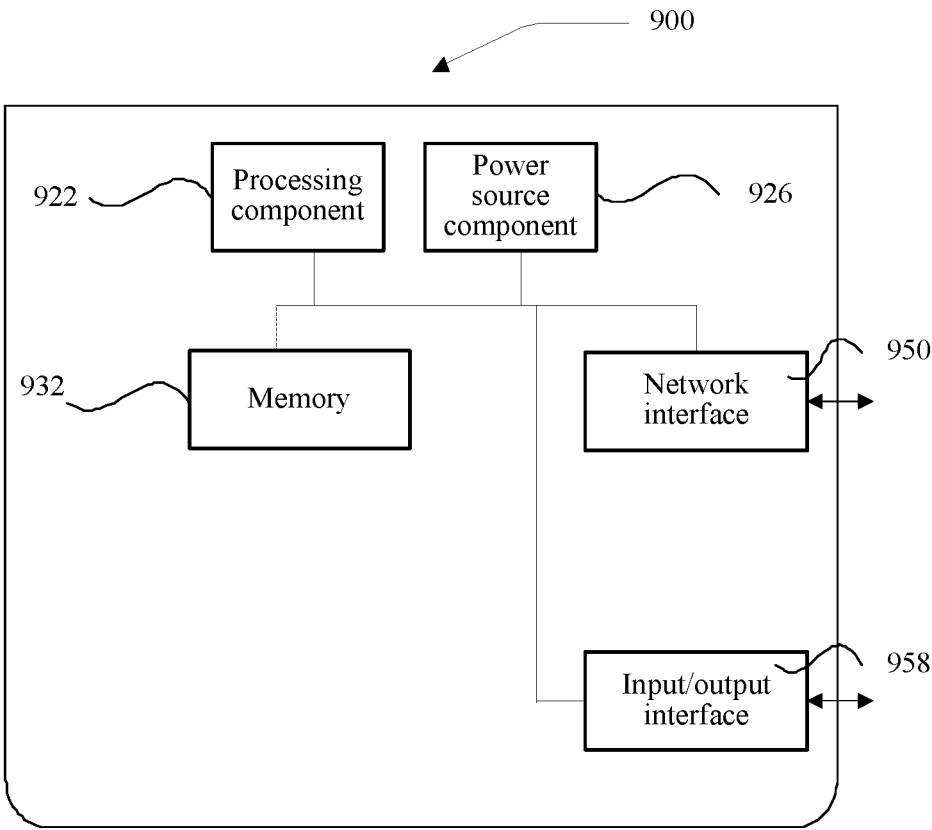 900
Processing
component
922
Power
source
component
926
Memory
932
Network
interface
950
Input/output
interface
958